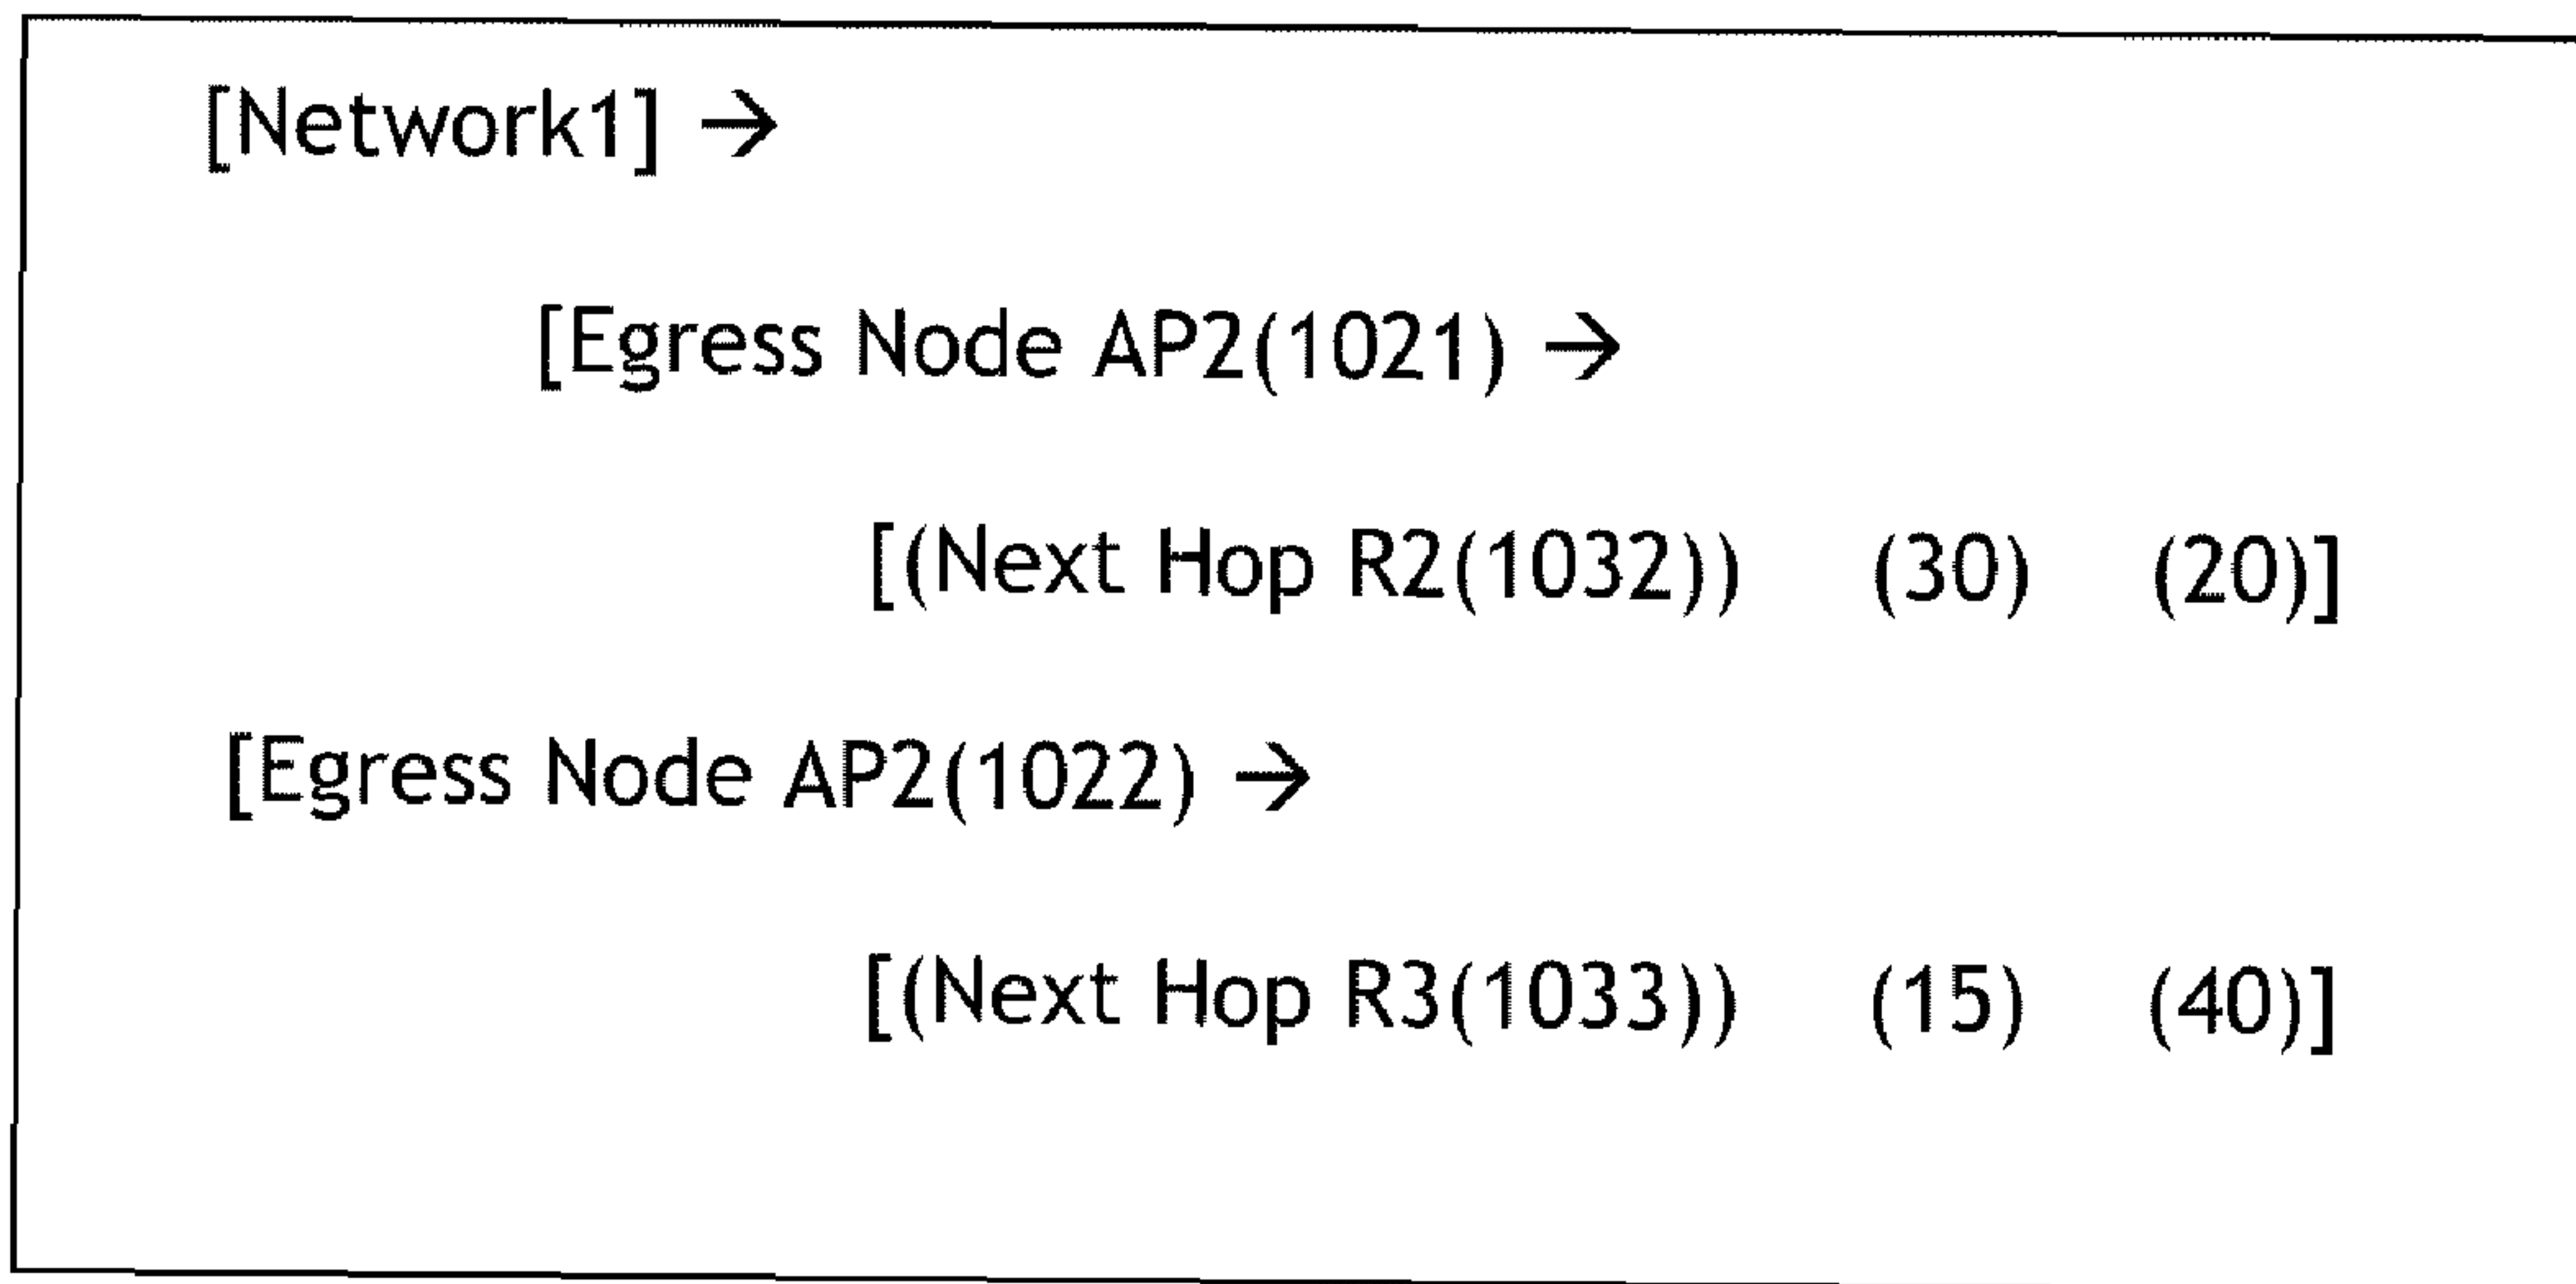 [Network1] →
[Egress Node AP2(1021) →
[(Next Hop R2(1032)) (30) (20)]
[Egress Node AP2(1022) →
[(Next Hop R3(1033)) (15) (40)]